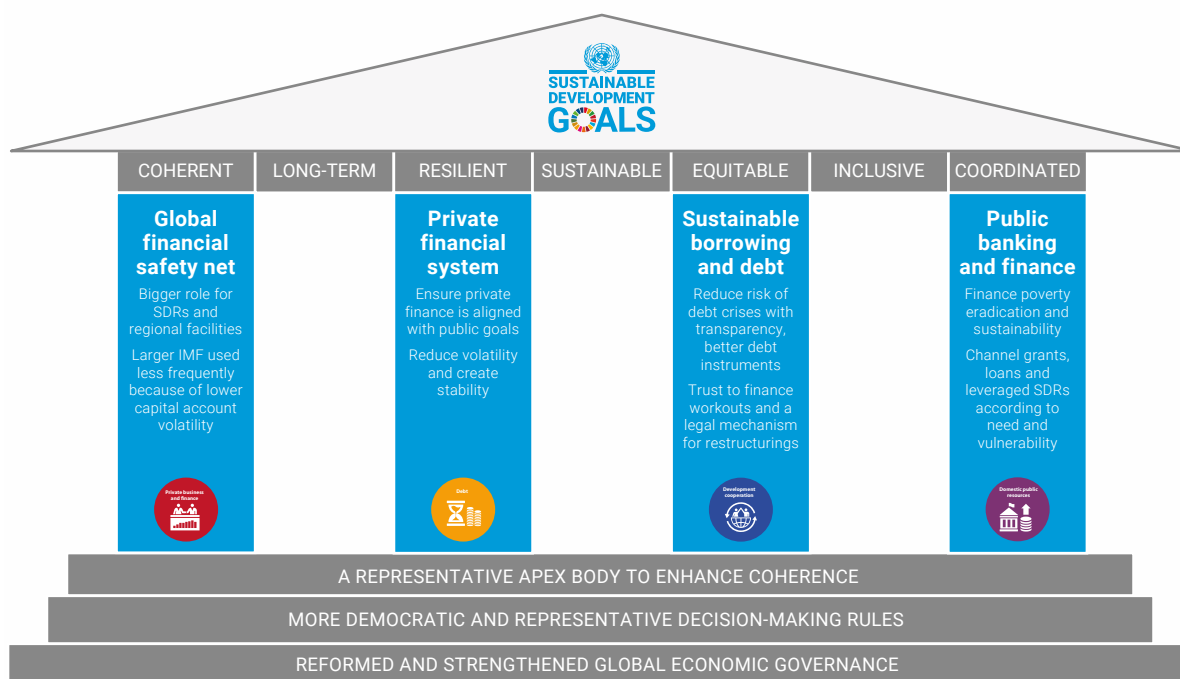 SUSTAINABLE
DEVELOPMENT
GOALS
COHERENT
LONG-TERM
RESILIENT
SUSTAINABLE
EQUITABLE
INCLUSIVE
COORDINATED
Global
financial
safety net
Bigger role for
SDRs and
regional facilities
Larger IMF used
less frequently
because of lower
capital account
volatility
Private business
and finance
Private
financial
system
Ensure private
finance is aligned
with public goals
Reduce volatility
and create
stability
Debt
Sustainable
borrowing
and debt
Reduce risk of
debt crises with
transparency,
better debt
instruments
Trust to finance
workouts and a
legal mechanism
for restructurings
Development
cooperation
Public
banking
and finance
Finance poverty
eradication and
sustainability
Channel grants,
loans and
leveraged SDRs
according to
need and
vulnerability
Domestic public
resources
A REPRESENTATIVE APEX BODY TO ENHANCE COHERENCE
MORE DEMOCRATIC AND REPRESENTATIVE DECISION-MAKING RULES
REFORMED AND STRENGTHENED GLOBAL ECONOMIC GOVERNANCE